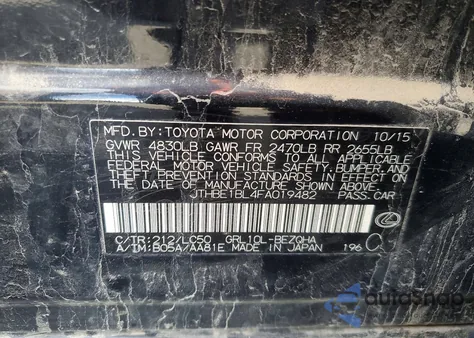 MFD. BY: TOYOTA MOTOR CORPORATION 10/15
GVWR 4830LB GAWR FR 2470LB RR 2655LB
THIS VEHICLE CONFORMS TO ALL APPLICABLE
FEDERAL MOTOR VEHICLE SAFETY, BUMPER, AND
THEFT PREVENTION STANDARDS IN EFFECT ON
THE DATE OF MANUFACTURE SHOWN ABOVE.
JTHBE1BL4FA019482 PASS. CAR
C/TR: 212/LC50 GRL10L-BEZQHA
A/TM: B05A/AA81E MADE IN JAPAN 196 C
autoSnap